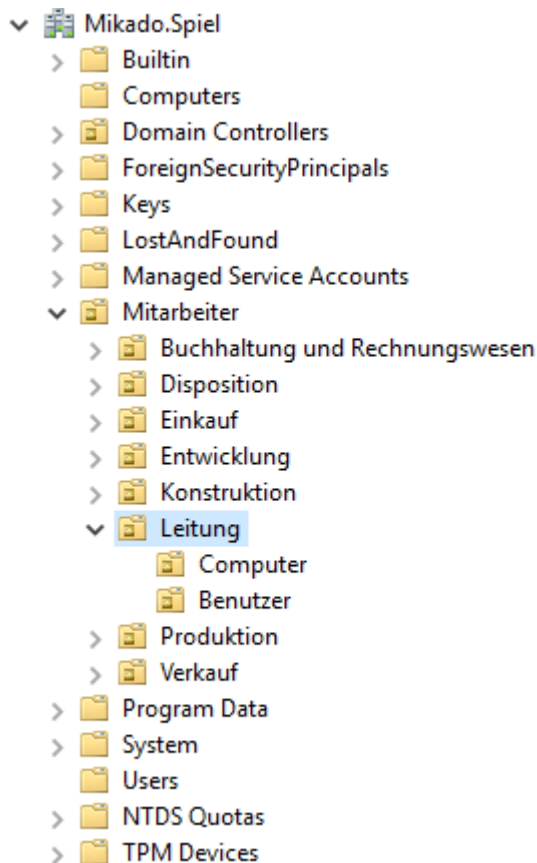 Mikado.Spiel
Builtin
Computers
Domain Controllers
ForeignSecurityPrincipals
Keys
LostAndFound
Managed Service Accounts
Mitarbeiter
Buchhaltung und Rechnungswesen
Disposition
Einkauf
Entwicklung
Konstruktion
Leitung
Computer
Benutzer
Produktion
Verkauf
Program Data
System
Users
NTDS Quotas
TPM Devices